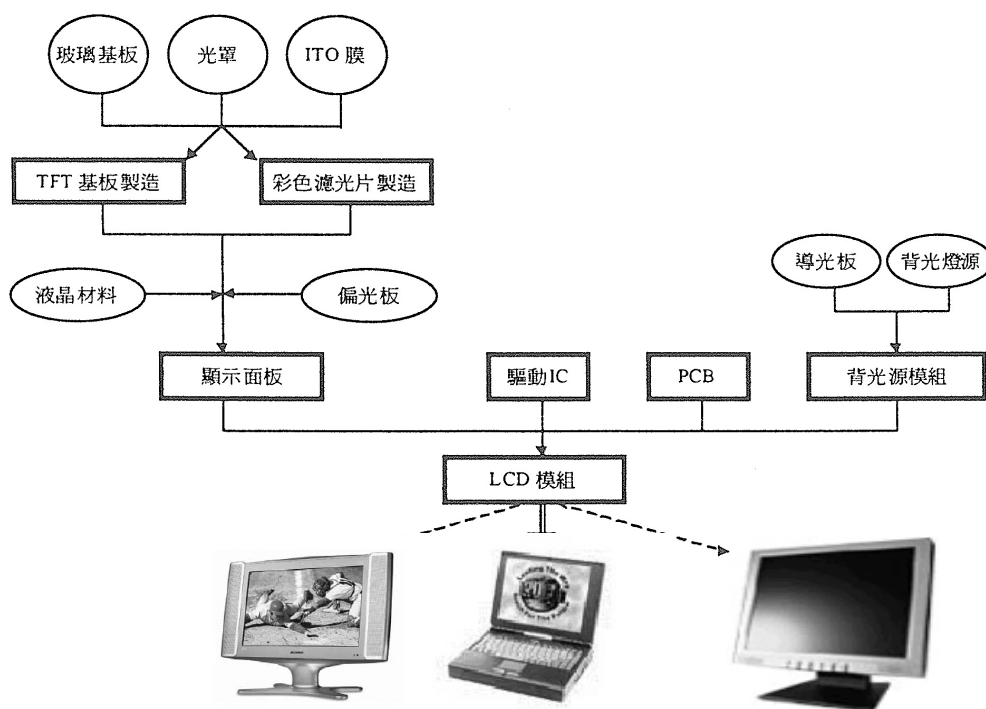 玻璃基板
光罩
ITO 膜
TFT 基板製造
彩色濾光片製造
導光板
背光燈源
液晶材料
偏光板
顯示面板
驅動IC
PCB
背光源模組
LCD 模組